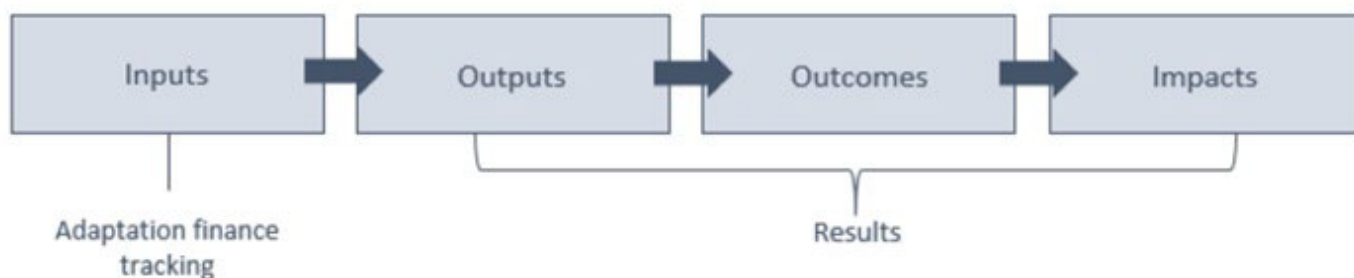 Inputs
Outputs
Outcomes
Impacts
Adaptation finance
tracking
Results